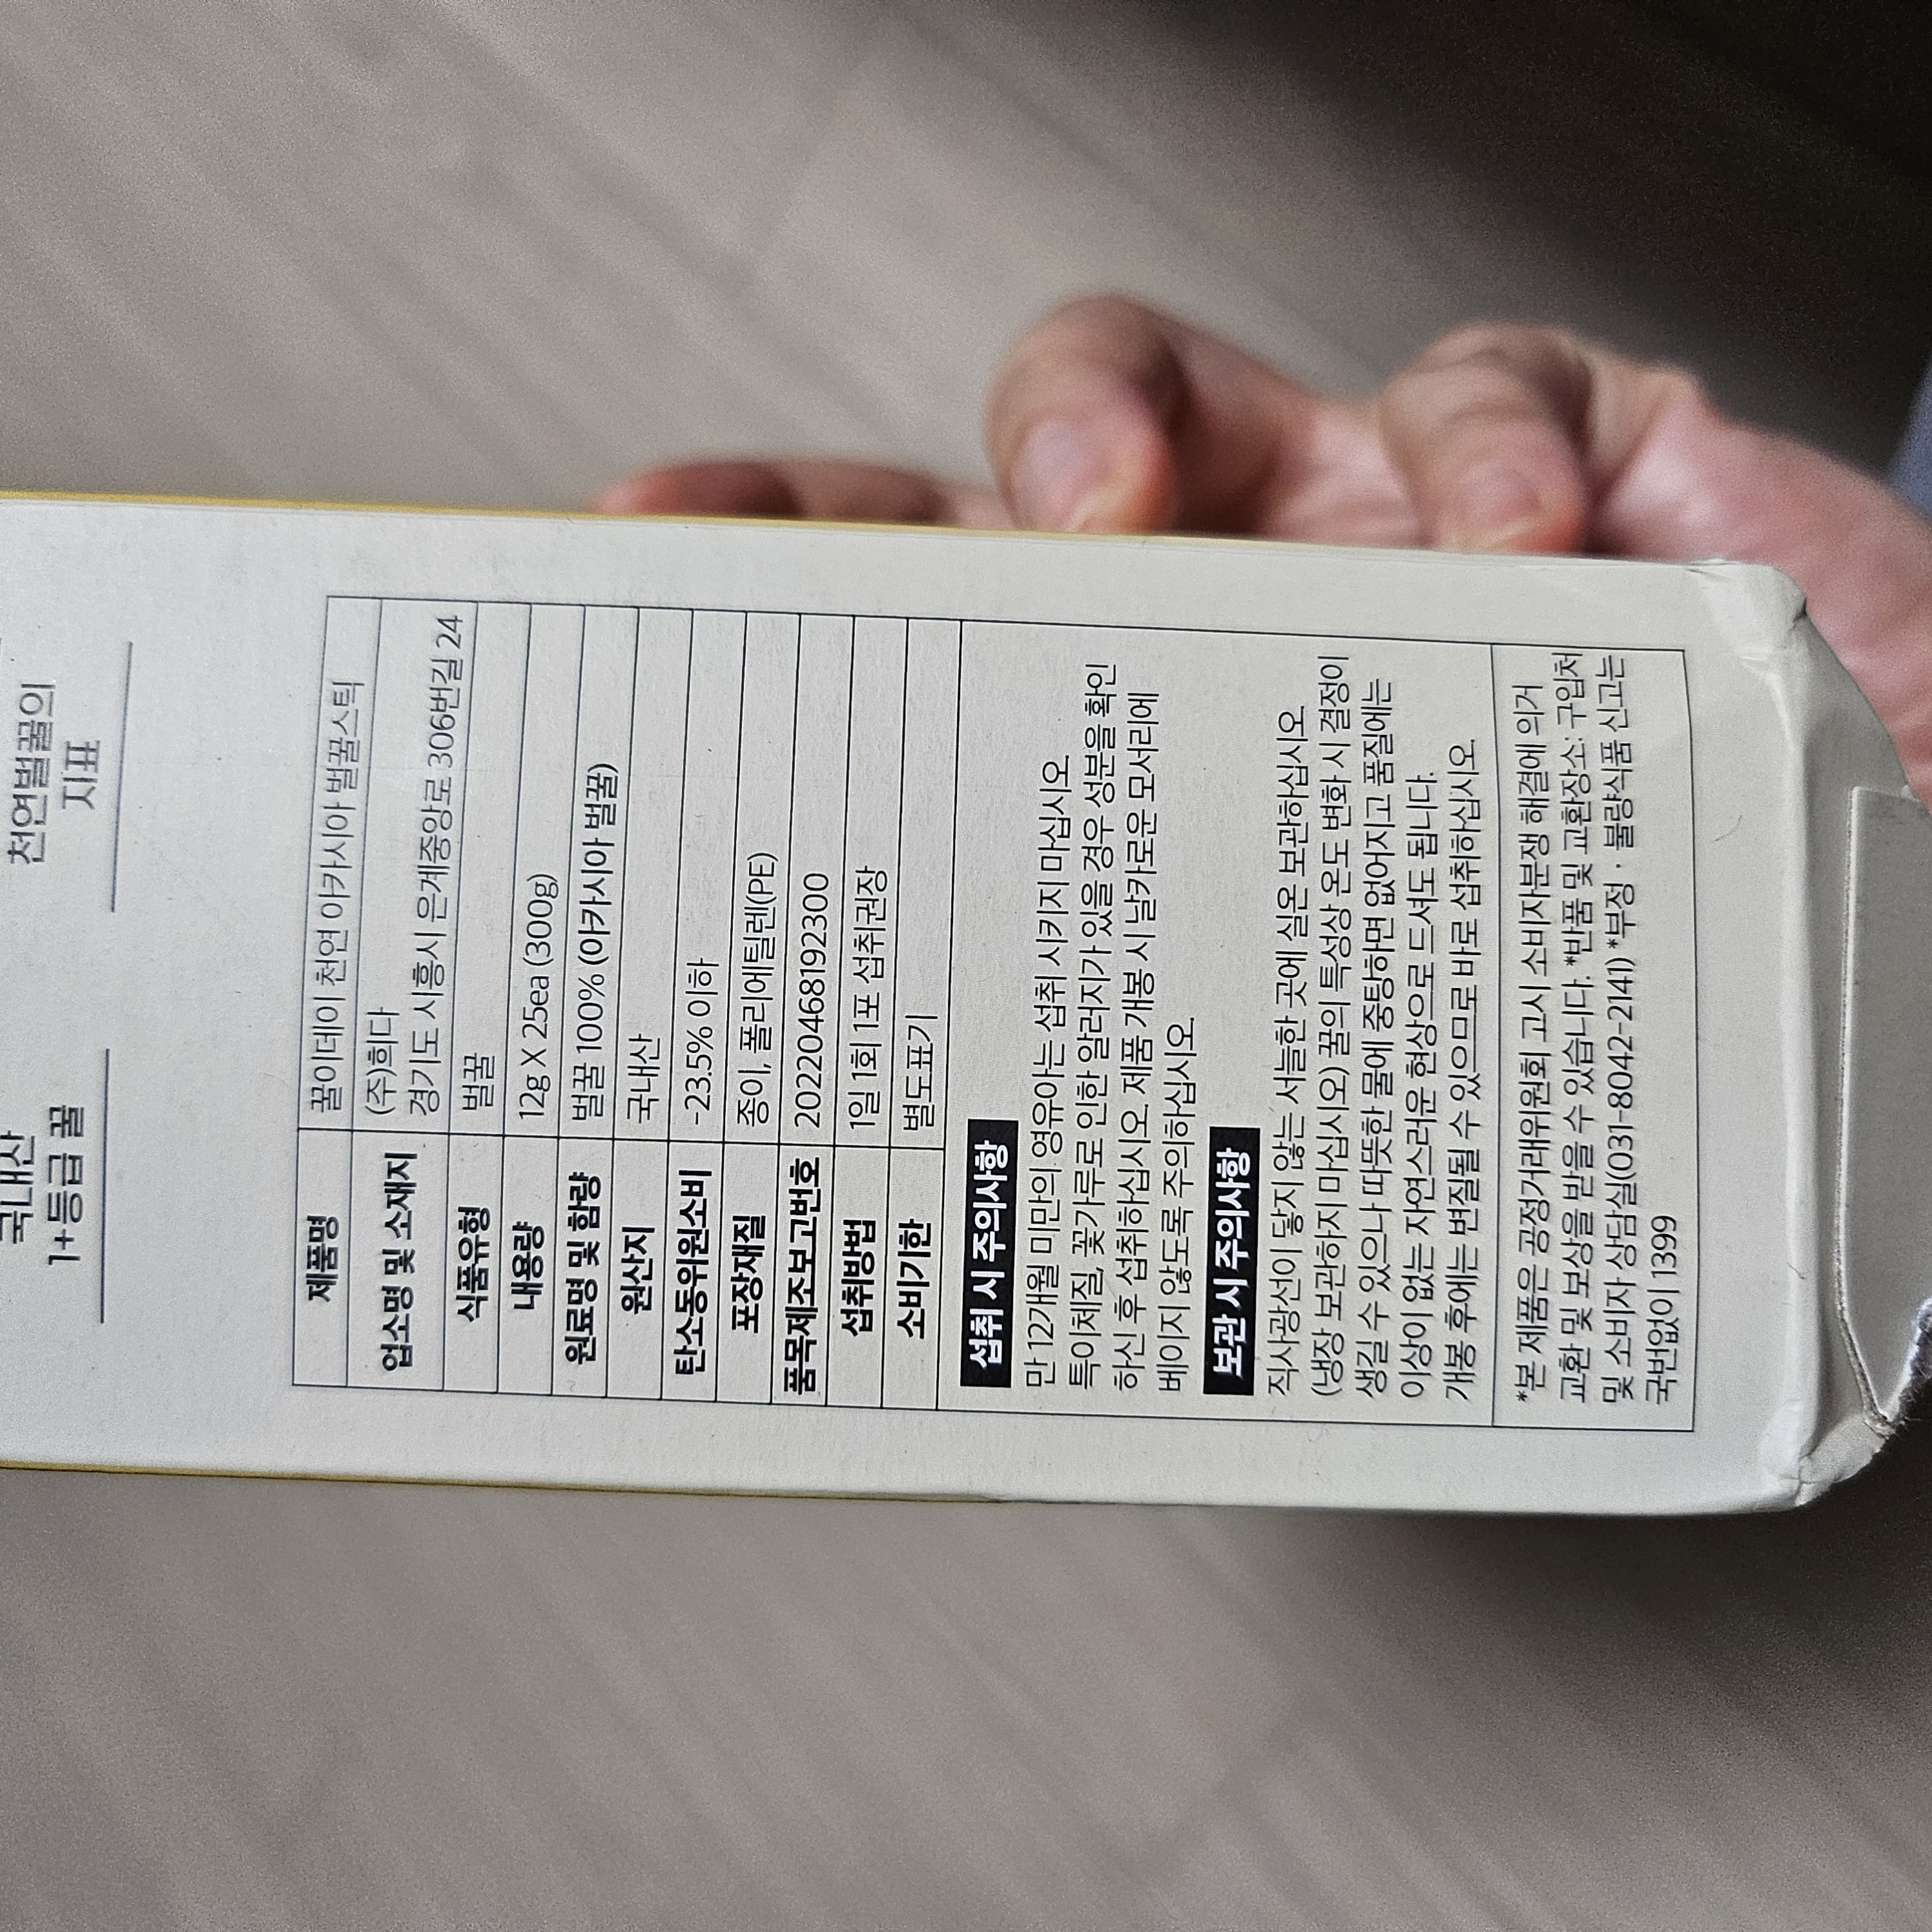 국내산
1+등급 꿀
천연벌꿀의
지표
제품명 꿀이데이 천연 아카시아 벌꿀스틱
업소명 및 소재지 (주)희다
경기도 시흥시 은계중앙로 306번길 24
식품유형 벌꿀
내용량 12g X 25ea (300g)
원료명 및 함량 벌꿀 100% (아카시아 벌꿀)
원산지 국내산
탄소동위원소비 -23.5% 이하
포장재질 종이, 폴리에틸렌(PE)
품목제조보고번호 20220468192300
섭취방법 1일 1회 1포 섭취권장
소비기한 별도표기
섭취 시 주의사항
만 12개월 미만의 영유아는 섭취 시키지 마십시오.
특이체질, 꽃가루로 인한 알러지가 있을 경우 성분을 확인
하신 후 섭취하십시오. 제품 개봉 시 날카로운 모서리에
베이지 않도록 주의하십시오.
보관 시 주의사항
직사광선이 닿지 않는 서늘한 곳에 실온 보관하십시오.
(냉장 보관하지 마십시오) 꿀의 특성상 온도 변화 시 결정이
생길 수 있으나 따뜻한 물에 중탕하면 없어지고 품질에는
이상이 없는 자연스러운 현상으로 드셔도 됩니다.
개봉 후에는 변질될 수 있으므로 바로 섭취하십시오.
*본 제품은 공정거래위원회 고시 소비자분쟁 해결에 의거
교환 및 보상을 받을 수 있습니다. *반품 및 교환장소: 구입처
및 소비자 상담실(031-8042-2141) *부정 · 불량식품 신고는
국번없이 1399